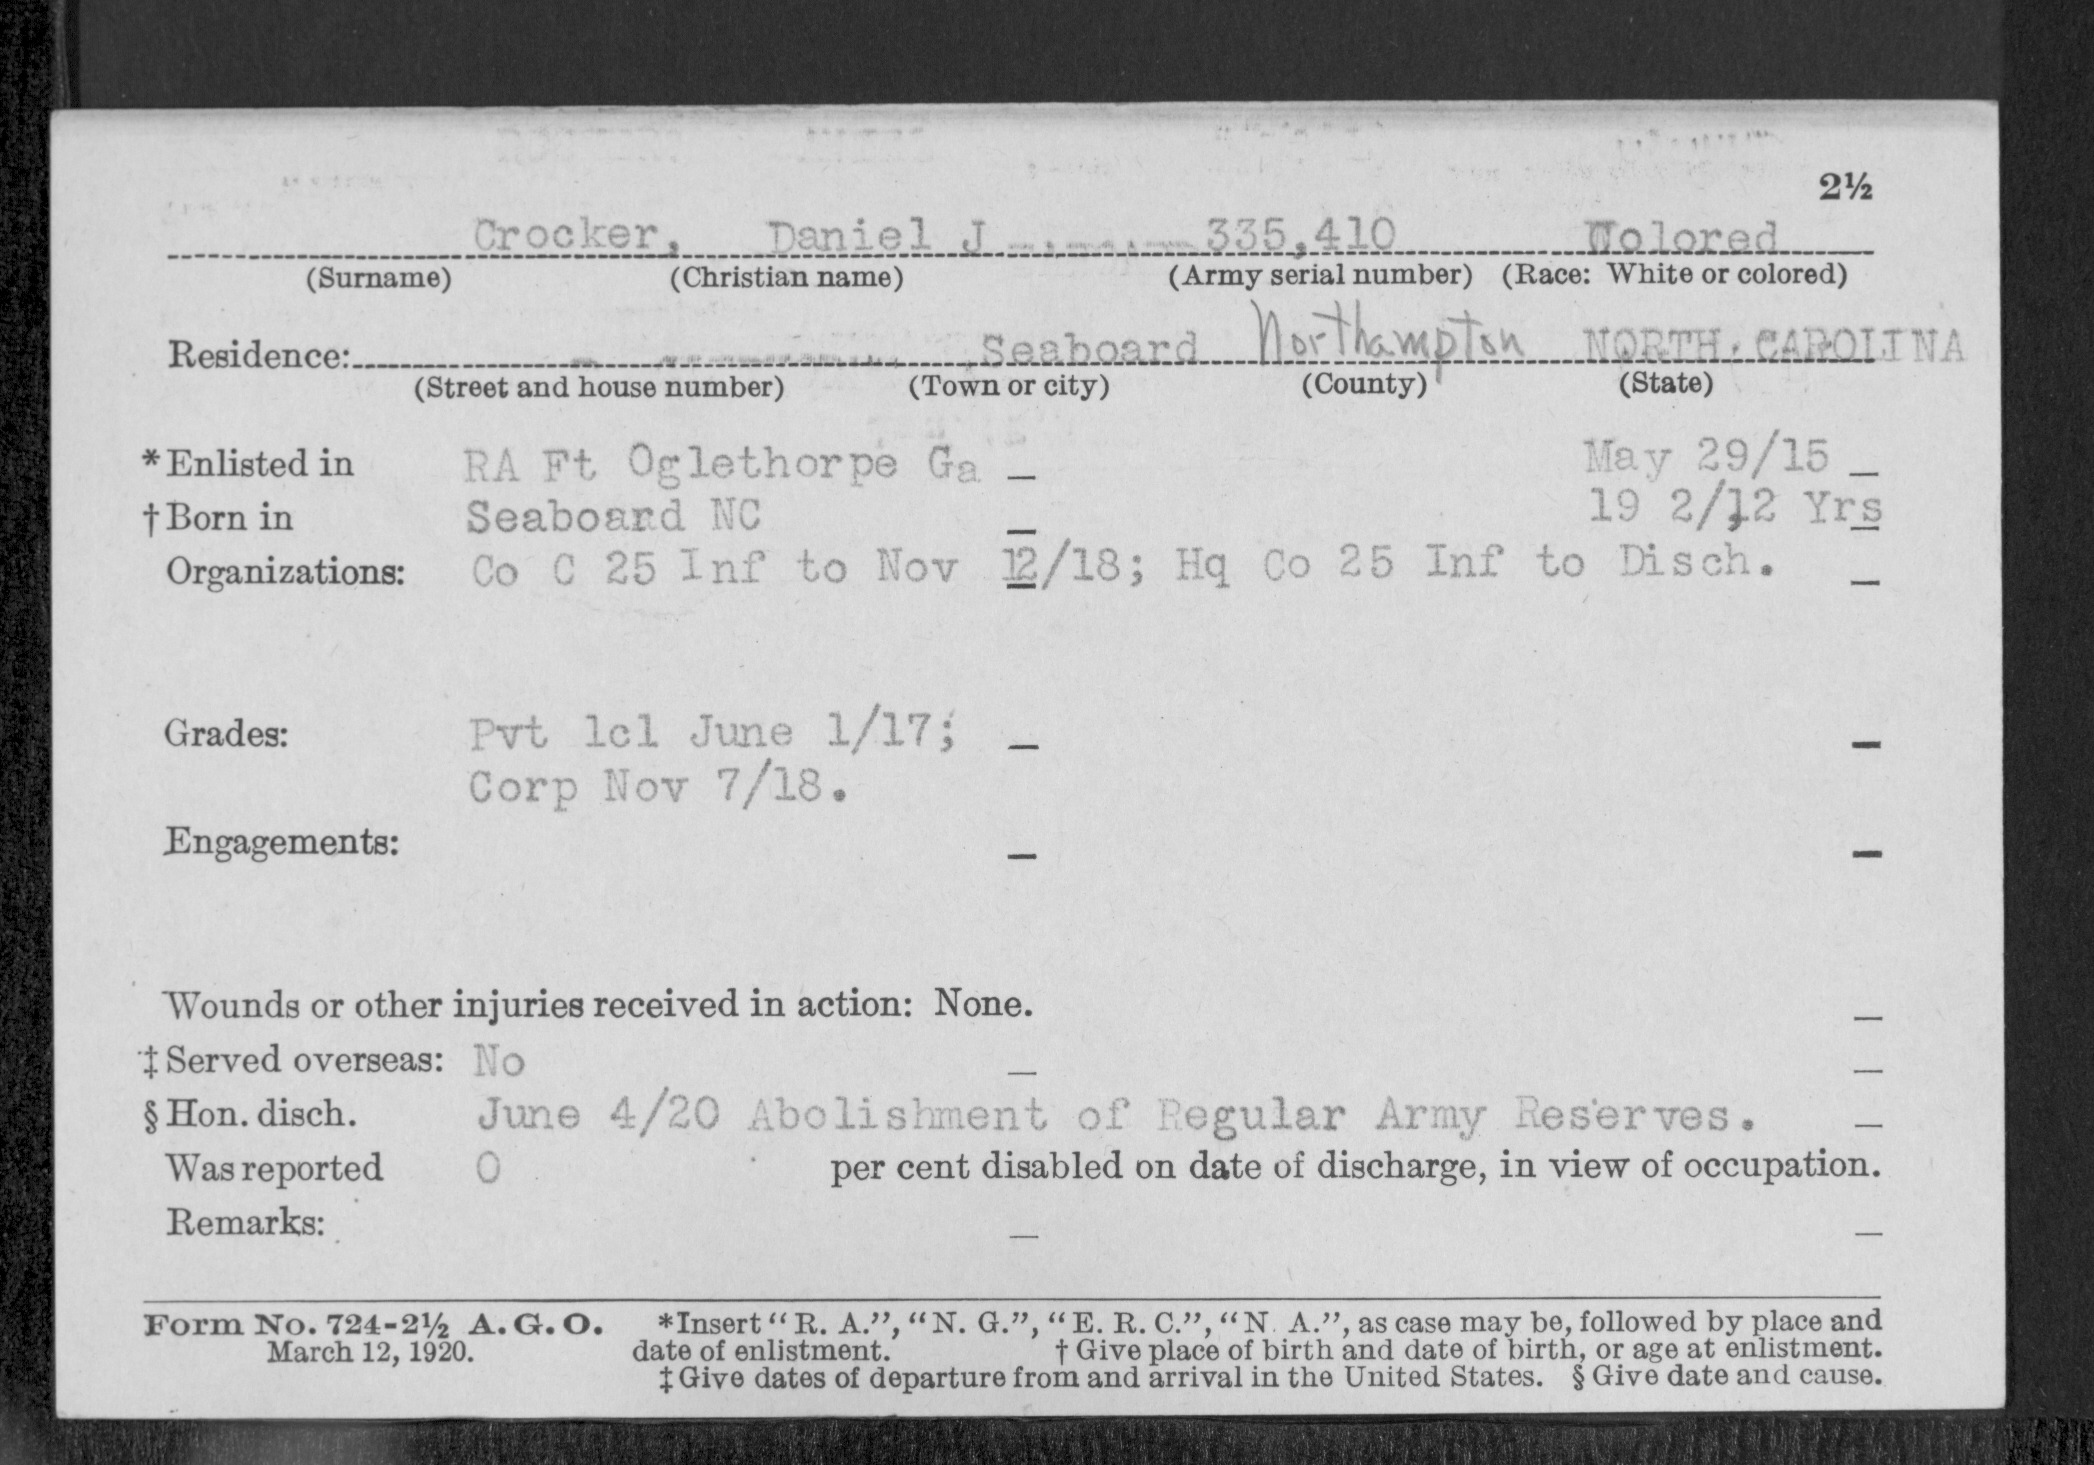 2½
Crocker, Daniel J 335,410 Colored
(Surname) (Christian name) (Army serial number) (Race: White or colored)
Residence: Seaboard Northampton NORTH CAROLINA
(Street and house number) (Town or city) (County) (State)
*Enlisted in RA Ft Oglethorpe Ga — May 29/15 —
†Born in Seaboard NC — 19 2/12 Yrs —
Organizations: Co C 25 Inf to Nov 12/18; Hq Co 25 Inf to Disch. —
Grades: Pvt 1cl June 1/17; — —
Corp Nov 7/18.
Engagements: — —
Wounds or other injuries received in action: None. —
‡Served overseas: No — —
§Hon. disch. June 4/20 Abolishment of Regular Army Reserves. —
Was reported 0 per cent disabled on date of discharge, in view of occupation.
Remarks: — —
Form No. 724-2½ A.G.O. *Insert "R. A.", "N. G.", "E. R. C.", "N. A.", as case may be, followed by place and
March 12, 1920. date of enlistment. †Give place of birth and date of birth, or age at enlistment.
‡Give dates of departure from and arrival in the United States. §Give date and cause.